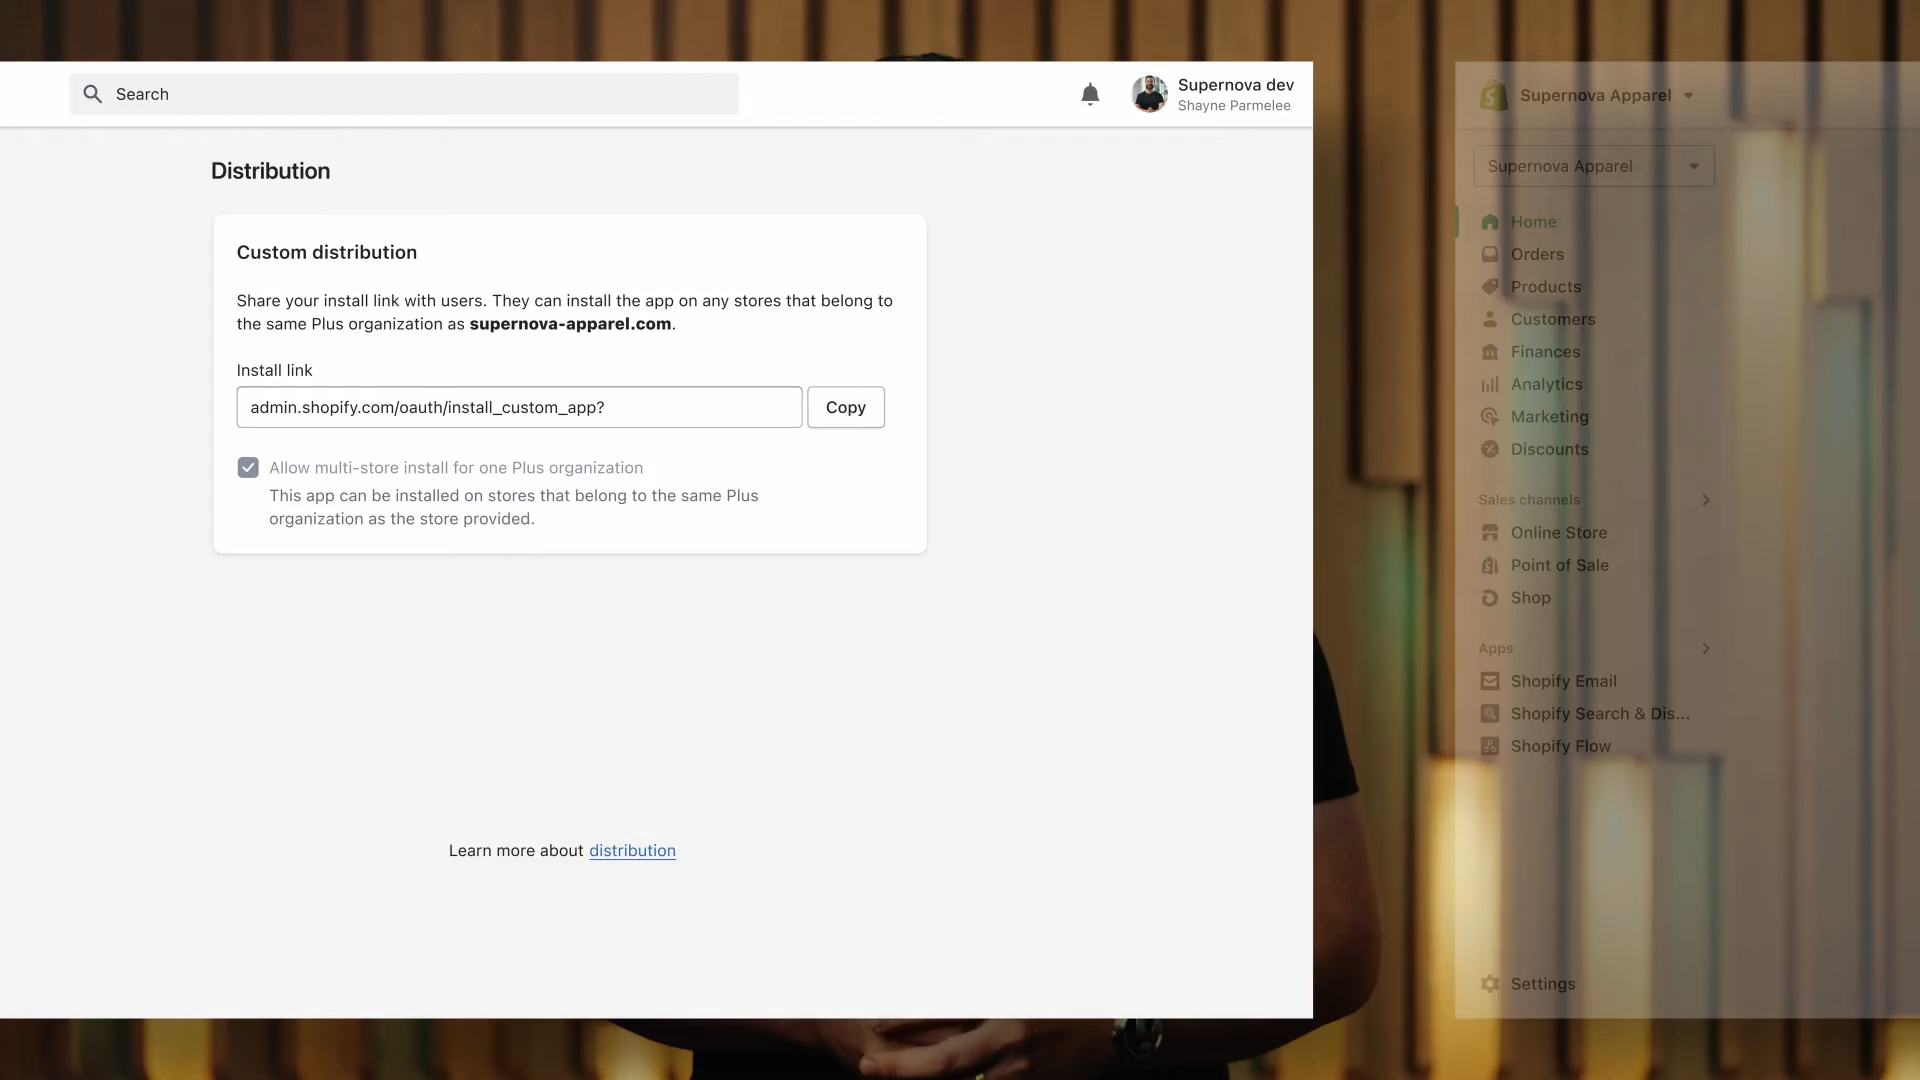 Search
Supernova dev
Shayne Parmelee
Distribution
Custom distribution
Share your install link with users. They can install the app on any stores that belong to
the same Plus organization as supernova-apparel.com.
Install link
admin.shopify.com/oauth/install_custom_app?
Copy
Allow multi-store install for one Plus organization
This app can be installed on stores that belong to the same Plus
organization as the store provided.
Learn more about distribution
Supernova Apparel
Supernova Apparel
Home
Orders
Products
Customers
Finances
Analytics
Marketing
Discounts
Sales channels
Online Store
Point of Sale
Shop
Apps
Shopify Email
Shopify Search & Dis...
Shopify Flow
Settings